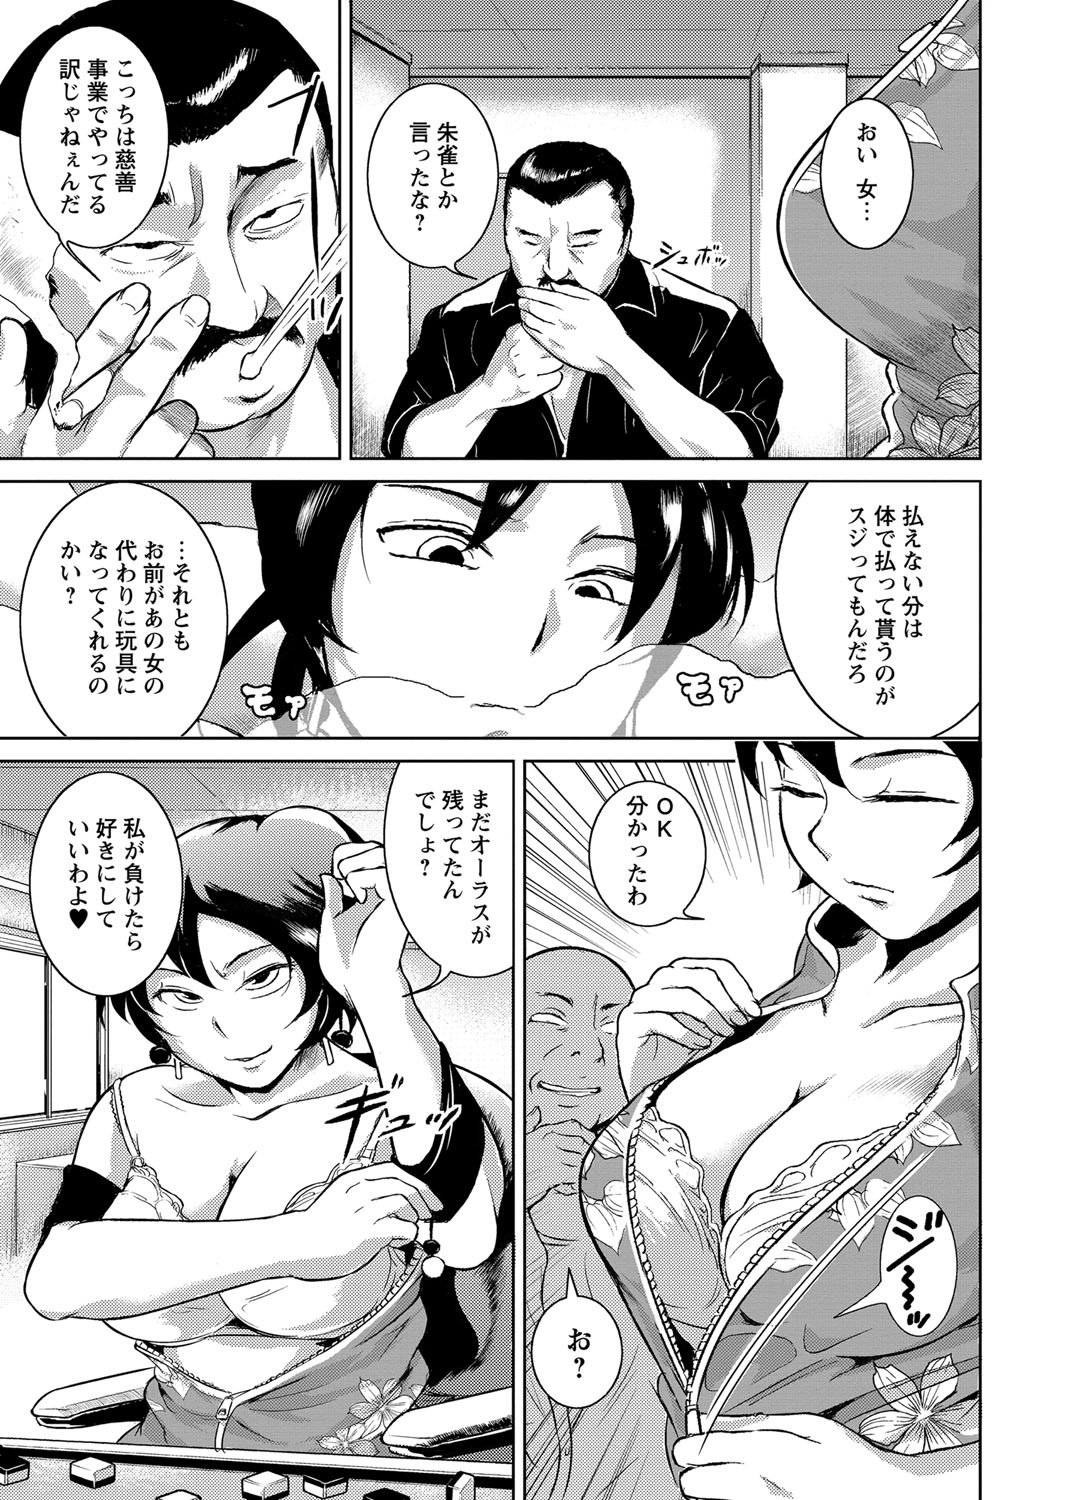 おい 女…
朱雀とか
言ったな？
シュボッ
こっちは慈善
事業でやってる
訳じゃねぇんだ
フー
払えない分は
体で払って貰うのが
スジってもんだろ
モァ
モァ
…それとも
お前があの女の
代わりに玩具に
なってくれるの
かい？
OK
分かったわ
ジーー
お？
まだオーラスが
残ってたん
でしょ？
私が負けたら
好きにして
いいわよ♥
ギュッ